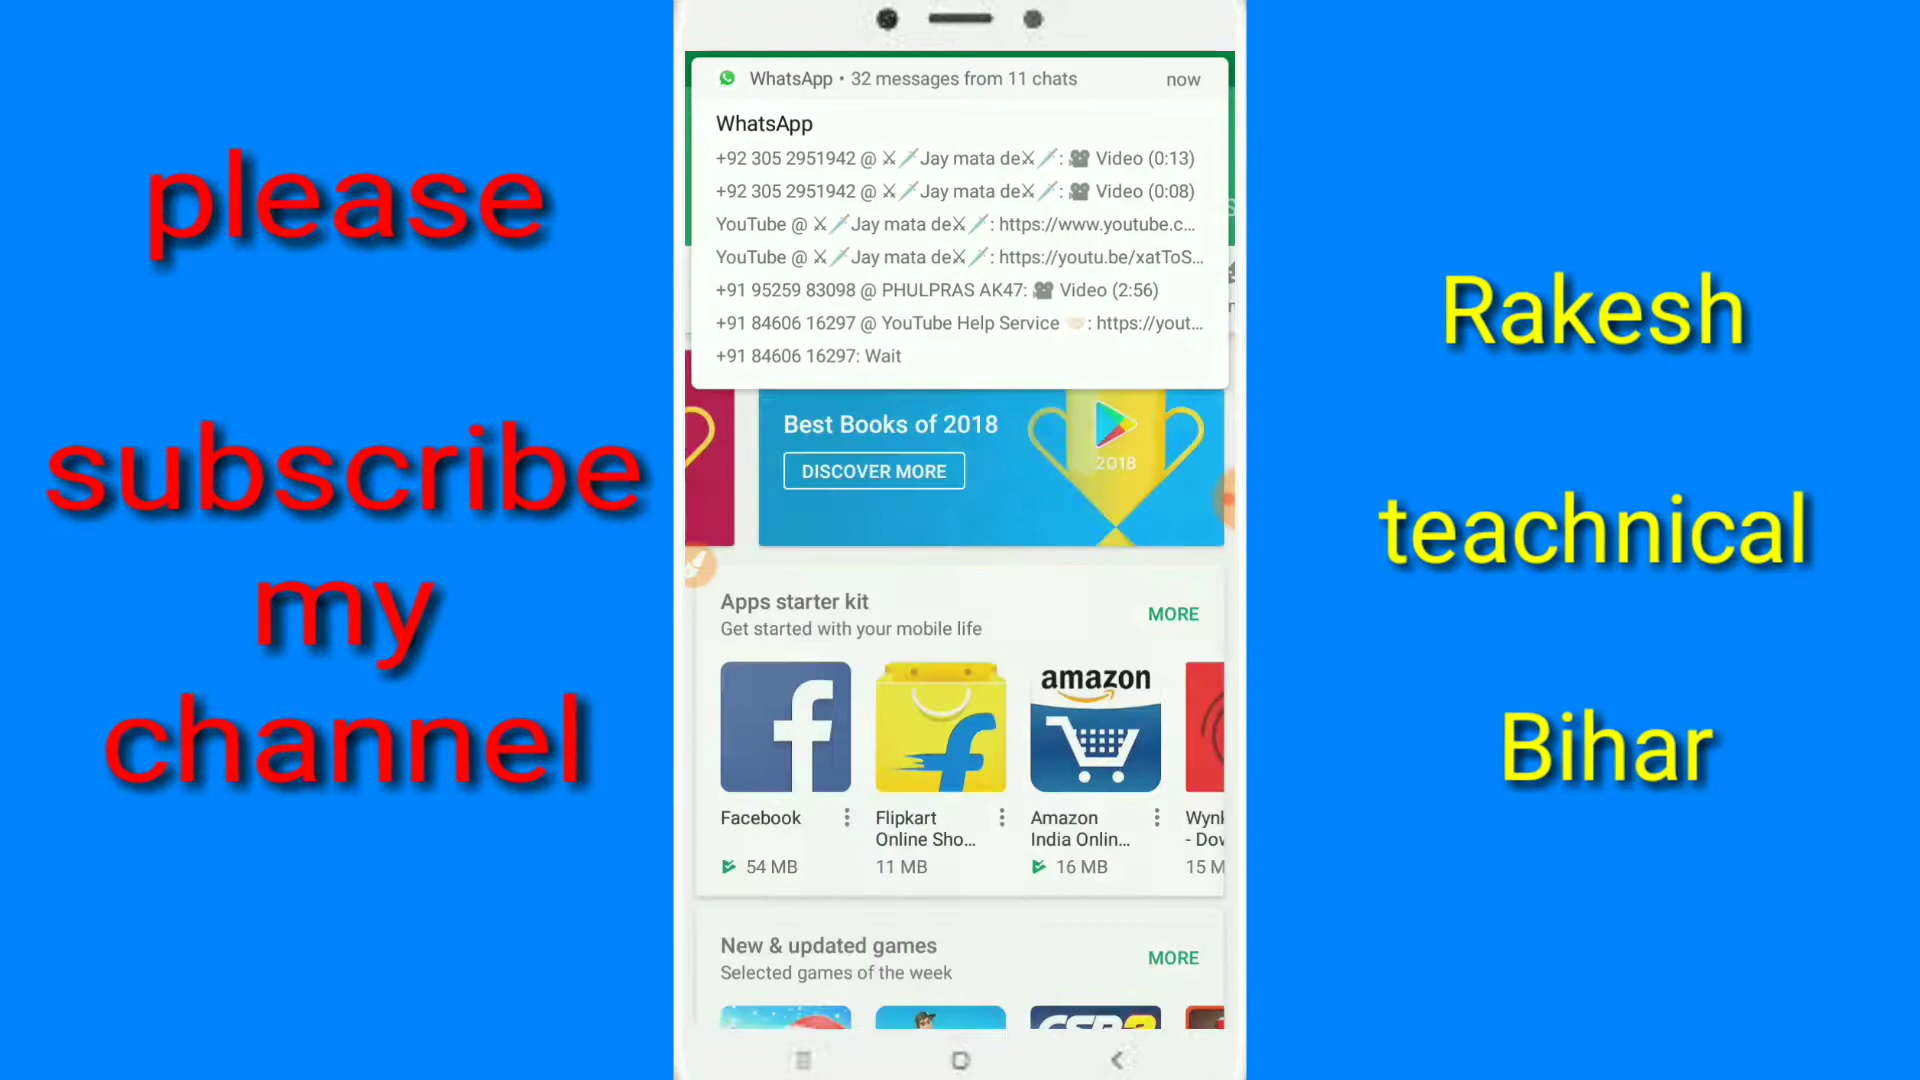 please
subscribe
my
channel
WhatsApp • 32 messages from 11 chats now
WhatsApp
+92 305 2951942 @ ⚔🗡Jay mata de⚔🗡: 🎥 Video (0:13)
+92 305 2951942 @ ⚔🗡Jay mata de⚔🗡: 🎥 Video (0:08)
YouTube @ ⚔🗡Jay mata de⚔🗡: https://www.youtube.c...
YouTube @ ⚔🗡Jay mata de⚔🗡: https://youtu.be/xatToS...
+91 95259 83098 @ PHULPRAS AK47: 🎥 Video (2:56)
+91 84606 16297 @ YouTube Help Service 🤝: https://yout...
+91 84606 16297: Wait
Best Books of 2018
DISCOVER MORE
2018
Apps starter kit
MORE
Get started with your mobile life
amazon
Facebook
Flipkart
Online Sho...
Amazon
India Onlin...
Wynk
- Dow
54 MB
11 MB
16 MB
15 M
New & updated games
MORE
Selected games of the week
Rakesh
teachnical
Bihar